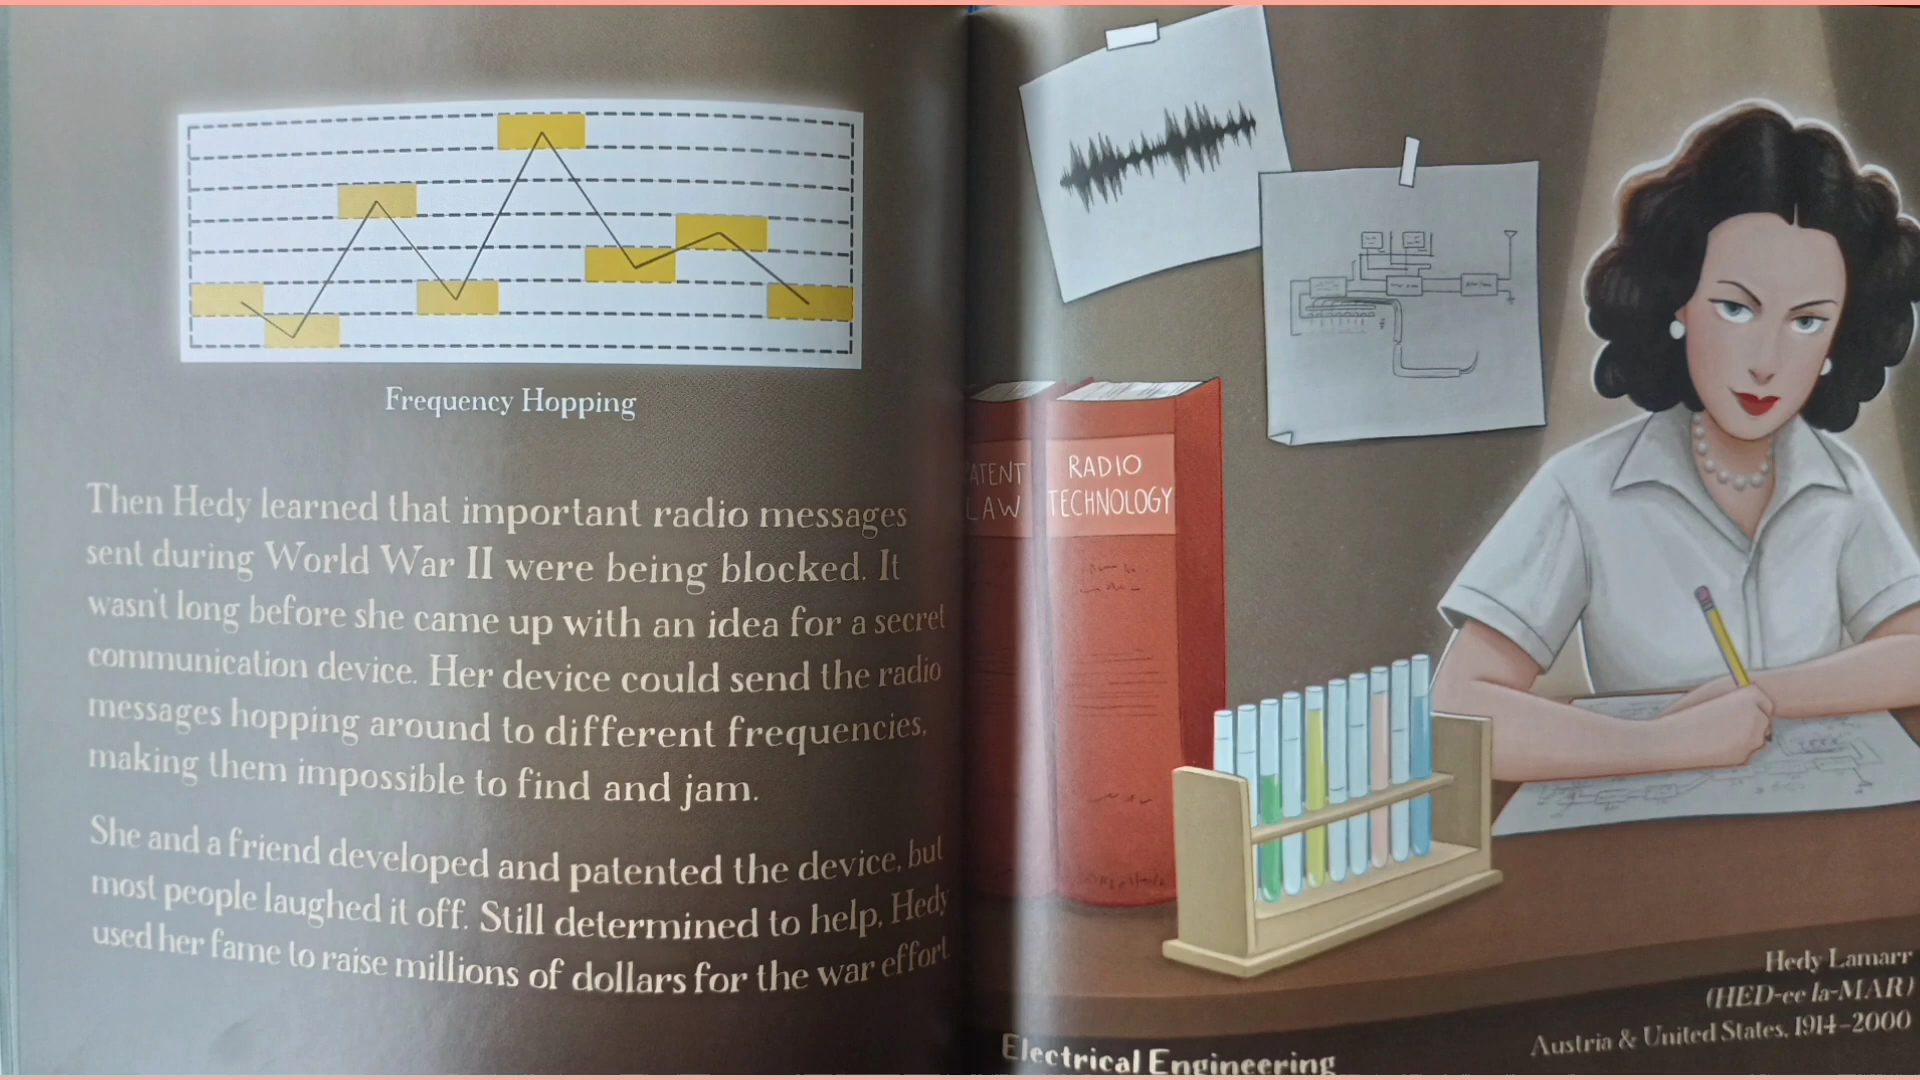 Frequency Hopping
Then Hedy learned that important radio messages
sent during World War II were being blocked. It
wasn't long before she came up with an idea for a secret
communication device. Her device could send the radio
messages hopping around to different frequencies,
making them impossible to find and jam.
She and a friend developed and patented the device, but
most people laughed it off. Still determined to help, Hedy
used her fame to raise millions of dollars for the war effort.
ATENT
LAW
RADIO
TECHNOLOGY
Hedy Lamarr
(HED-ee la-MAR)
Austria & United States, 1914–2000
Electrical Engineering